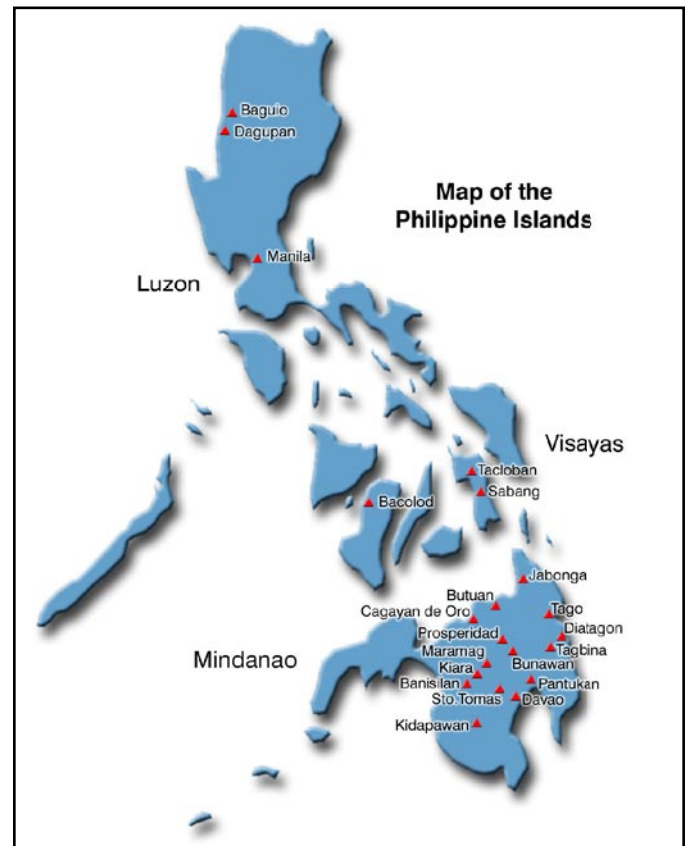 Baguio
Dagupan
Map of the
Philippine Islands
Manila
Luzon
Visayas
Tacloban
Sabang
Bacolod
Jabonga
Butuan
Tago
Cagayan de Oro
Diatagon
Prosperidad
Tagbina
Maramag
Bunawan
Mindanao
Kiara
Pantukan
Banisilan
Sto.Tomas
Davao
Kidapawan